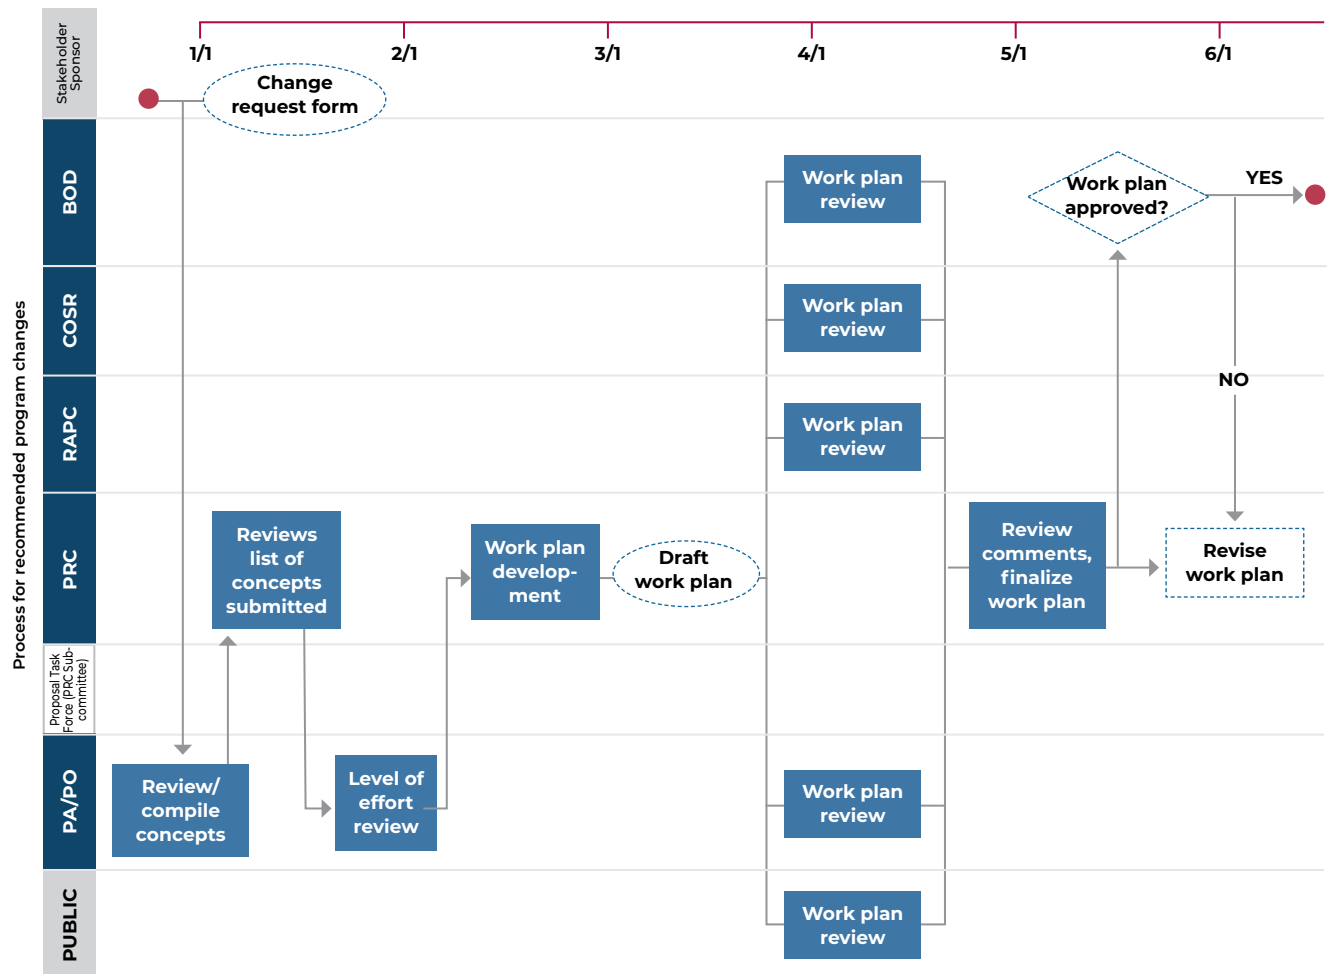 Stakeholder
Sponsor
1/1
2/1
3/1
4/1
5/1
6/1
Change
request form
Process for recommended program changes
BOD
Work plan
review
Work plan
approved?
YES
COSR
Work plan
review
NO
RAPC
Work plan
review
PRC
Reviews
list of
concepts
submitted
Work plan
develop-
ment
Draft
work plan
Review
comments,
finalize
work plan
Revise
work plan
Proposal Task
Force (PRC Sub-
committee)
PA/PO
Review/
compile
concepts
Level of
effort
review
Work plan
review
PUBLIC
Work plan
review